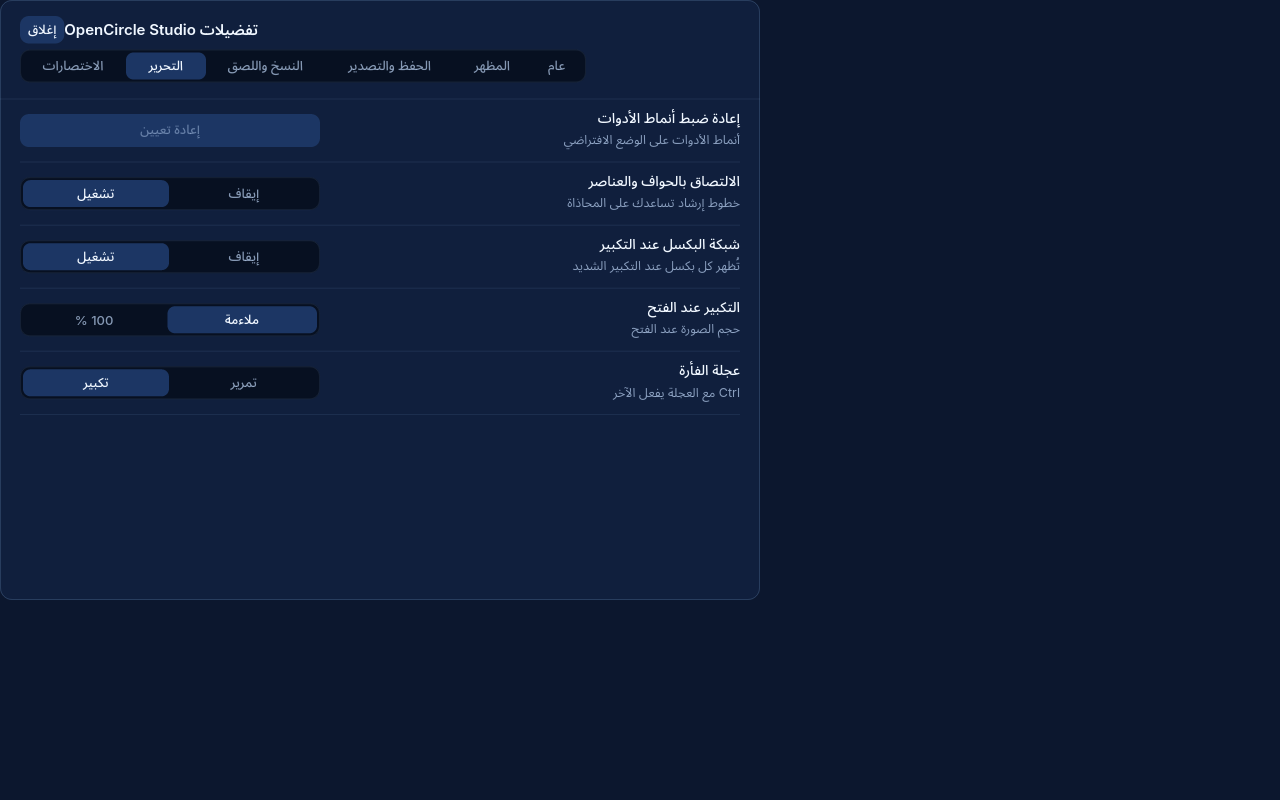 تفضيلات OpenCircle Studio
إغلاق
عام
المظهر
الحفظ والتصدير
النسخ واللصق
التحرير
الاختصارات
إعادة ضبط أنماط الأدوات
أنماط الأدوات على الوضع الافتراضي
إعادة تعيين
الالتصاق بالحواف والعناصر
خطوط إرشاد تساعدك على المحاذاة
إيقاف
تشغيل
شبكة البكسل عند التكبير
تُظهر كل بكسل عند التكبير الشديد
إيقاف
تشغيل
التكبير عند الفتح
حجم الصورة عند الفتح
ملاءمة
100 %
عجلة الفأرة
Ctrl مع العجلة يفعل الآخر
تمرير
تكبير